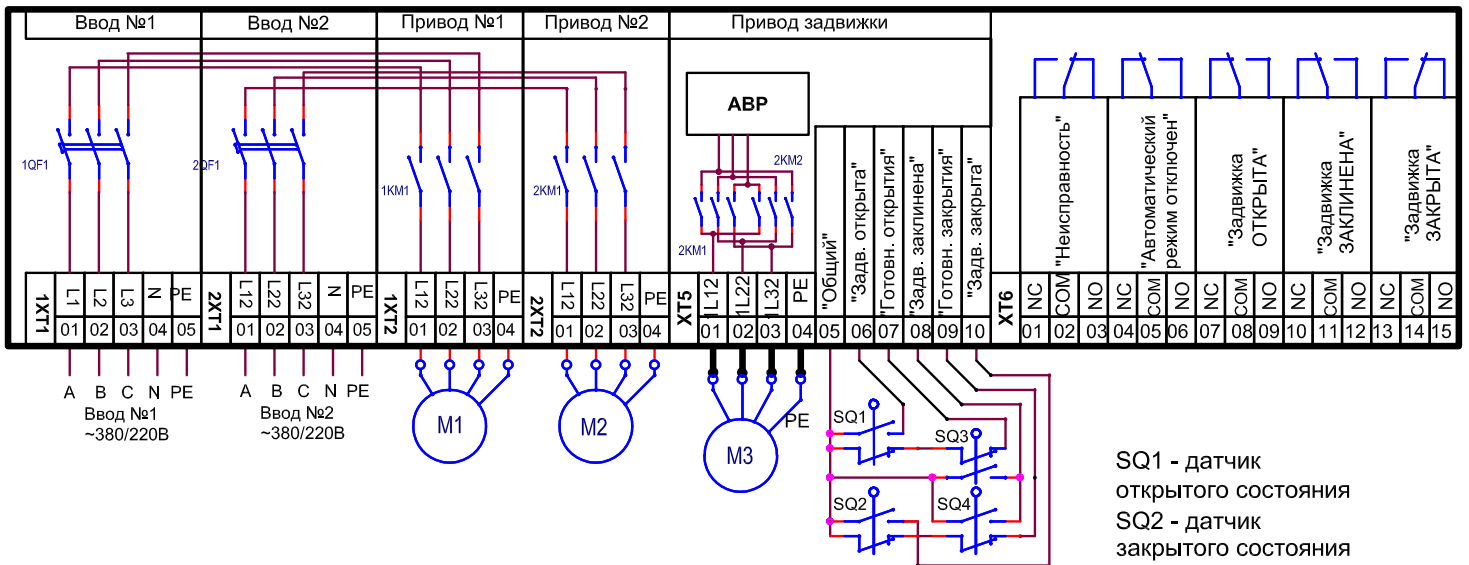 Ввод №1
Ввод №2
Привод №1
Привод №2
Привод задвижки
АВР
1QF1
2QF1
1KM1
2KM1
2KM2
2KM1
"Общий"
"Задв. открыта"
"Готовн. открытия"
"Задв. заклинена"
"Готовн. закрытия"
"Задв. закрыта"
"Неисправность"
"Автоматический
режим отключен"
"Задвижка
ОТКРЫТА"
"Задвижка
ЗАКЛИНЕНА"
"Задвижка
ЗАКРЫТА"
1XT1 L1 L2 L3 N PE
01 02 03 04 05
2XT1 L12 L22 L32 N PE
01 02 03 04 05
1XT2 L12 L22 L32 PE
01 02 03 04
2XT2 L12 L22 L32 PE
01 02 03 04
XT5 1L12 1L22 1L32 PE
01 02 03 04 05 06 07 08 09 10
XT6 NC COM NO NC COM NO NC COM NO NC COM NO NC COM NO
01 02 03 04 05 06 07 08 09 10 11 12 13 14 15
A B C N PE
Ввод №1
~380/220В
A B C N PE
Ввод №2
~380/220В
M1
M2
M3
PE
SQ1
SQ3
SQ2
SQ4
SQ1 - датчик
открытого состояния
SQ2 - датчик
закрытого состояния